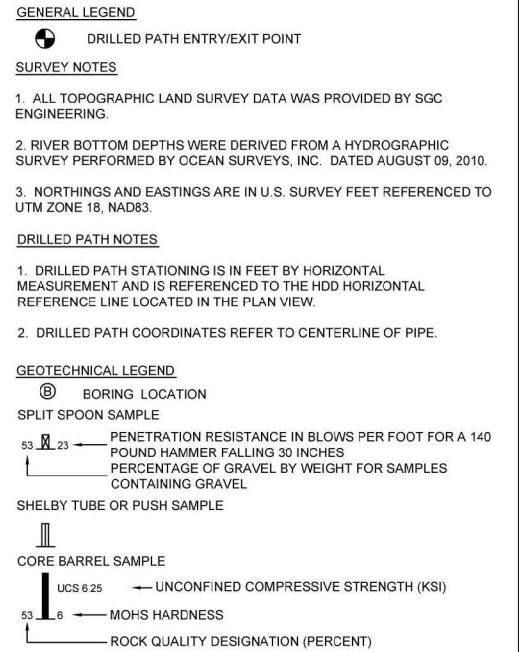 GENERAL LEGEND
DRILLED PATH ENTRY/EXIT POINT
SURVEY NOTES
1. ALL TOPOGRAPHIC LAND SURVEY DATA WAS PROVIDED BY SGC
ENGINEERING.
2. RIVER BOTTOM DEPTHS WERE DERIVED FROM A HYDROGRAPHIC
SURVEY PERFORMED BY OCEAN SURVEYS, INC. DATED AUGUST 09, 2010.
3. NORTHINGS AND EASTINGS ARE IN U.S. SURVEY FEET REFERENCED TO
UTM ZONE 18, NAD83.
DRILLED PATH NOTES
1. DRILLED PATH STATIONING IS IN FEET BY HORIZONTAL
MEASUREMENT AND IS REFERENCED TO THE HDD HORIZONTAL
REFERENCE LINE LOCATED IN THE PLAN VIEW.
2. DRILLED PATH COORDINATES REFER TO CENTERLINE OF PIPE.
GEOTECHNICAL LEGEND
B BORING LOCATION
SPLIT SPOON SAMPLE
53 23 PENETRATION RESISTANCE IN BLOWS PER FOOT FOR A 140
POUND HAMMER FALLING 30 INCHES
PERCENTAGE OF GRAVEL BY WEIGHT FOR SAMPLES
CONTAINING GRAVEL
SHELBY TUBE OR PUSH SAMPLE
CORE BARREL SAMPLE
UCS 6.25 UNCONFINED COMPRESSIVE STRENGTH (KSI)
53 6 MOHS HARDNESS
ROCK QUALITY DESIGNATION (PERCENT)